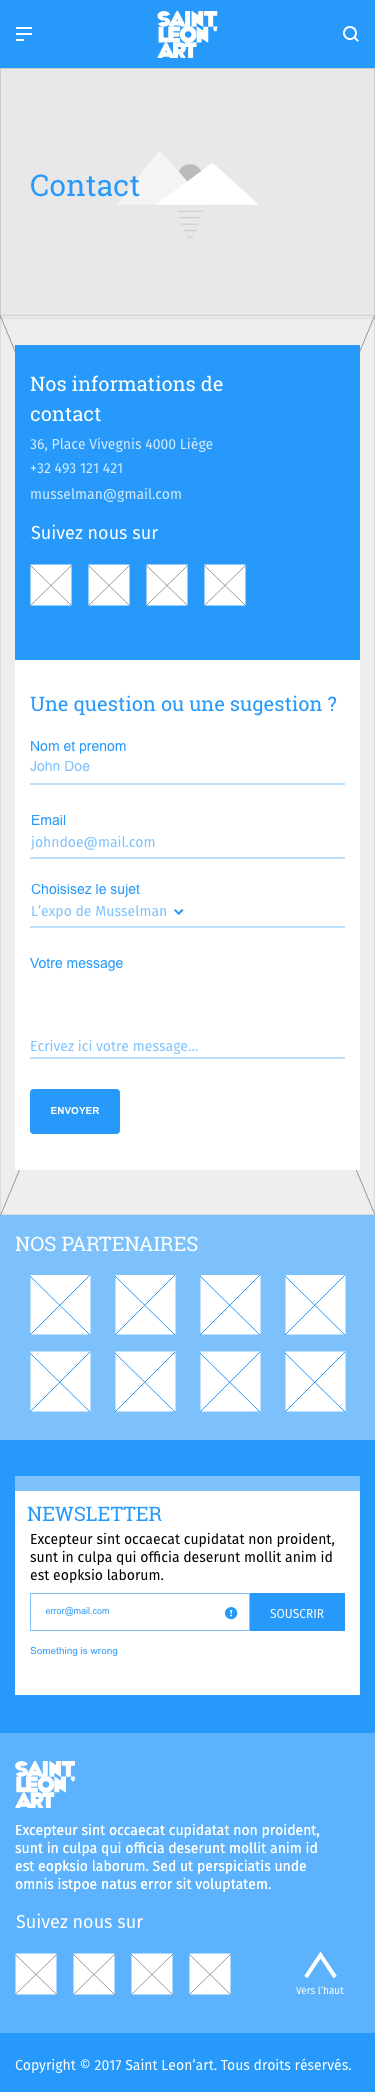 SAINT
LEON'
ART
Contact
Nos informations de
contact
36, Place Vivegnis 4000 Liège
+32 493 121 421
musselman@gmail.com
Suivez nous sur
Une question ou une sugestion ?
Nom et prenom
John Doe
Email
johndoe@mail.com
Choisisez le sujet
L'expo de Musselman
Votre message
Ecrivez ici votre message...
ENVOYER
NOS PARTENAIRES
NEWSLETTER
Excepteur sint occaecat cupidatat non proident,
sunt in culpa qui officia deserunt mollit anim id
est eopksio laborum.
error@mail.com
SOUSCRIR
Something is wrong
SAINT
LEON'
ART
Excepteur sint occaecat cupidatat non proident,
sunt in culpa qui officia deserunt mollit anim id
est eopksio laborum. Sed ut perspiciatis unde
omnis istpoe natus error sit voluptatem.
Suivez nous sur
Vers l'haut
Copyright © 2017 Saint Leon'art. Tous droits réservés.